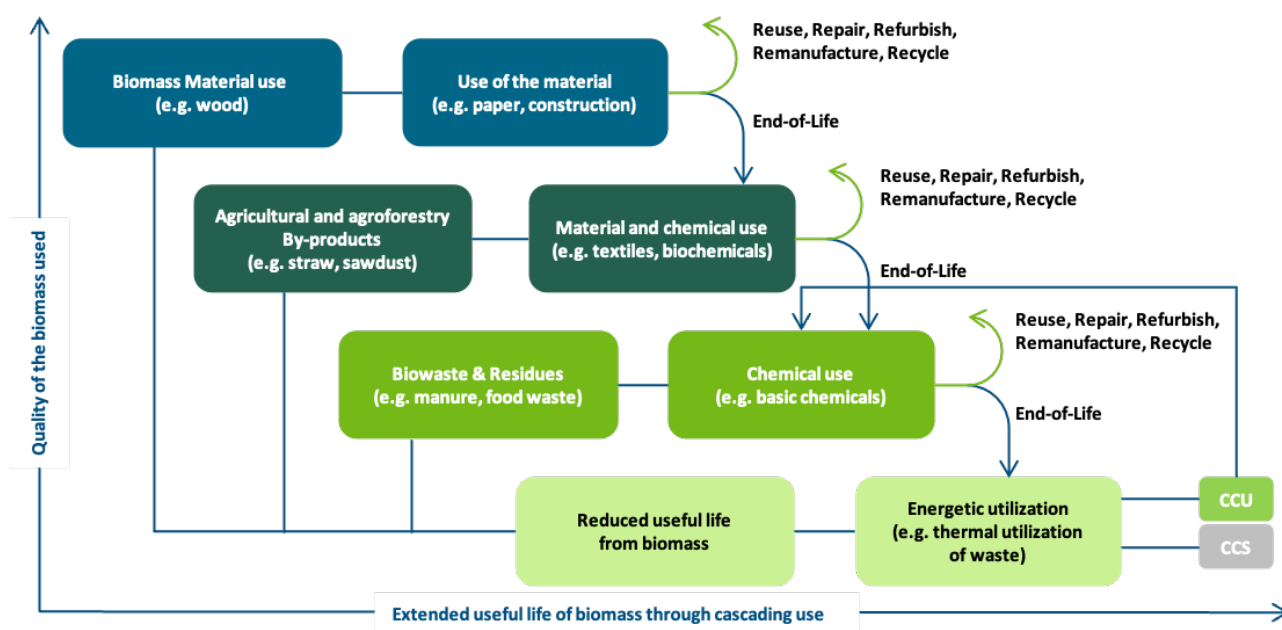 Reuse, Repair, Refurbish,
Remanufacture, Recycle
Biomass Material use
(e.g. wood)
Use of the material
(e.g. paper, construction)
End-of-Life
Reuse, Repair, Refurbish,
Remanufacture, Recycle
Agricultural and agroforestry
By-products
(e.g. straw, sawdust)
Material and chemical use
(e.g. textiles, biochemicals)
End-of-Life
Reuse, Repair, Refurbish,
Remanufacture, Recycle
Biowaste & Residues
(e.g. manure, food waste)
Chemical use
(e.g. basic chemicals)
End-of-Life
Reduced useful life
from biomass
Energetic utilization
(e.g. thermal utilization
of waste)
CCU
CCS
Quality of the biomass used
Extended useful life of biomass through cascading use